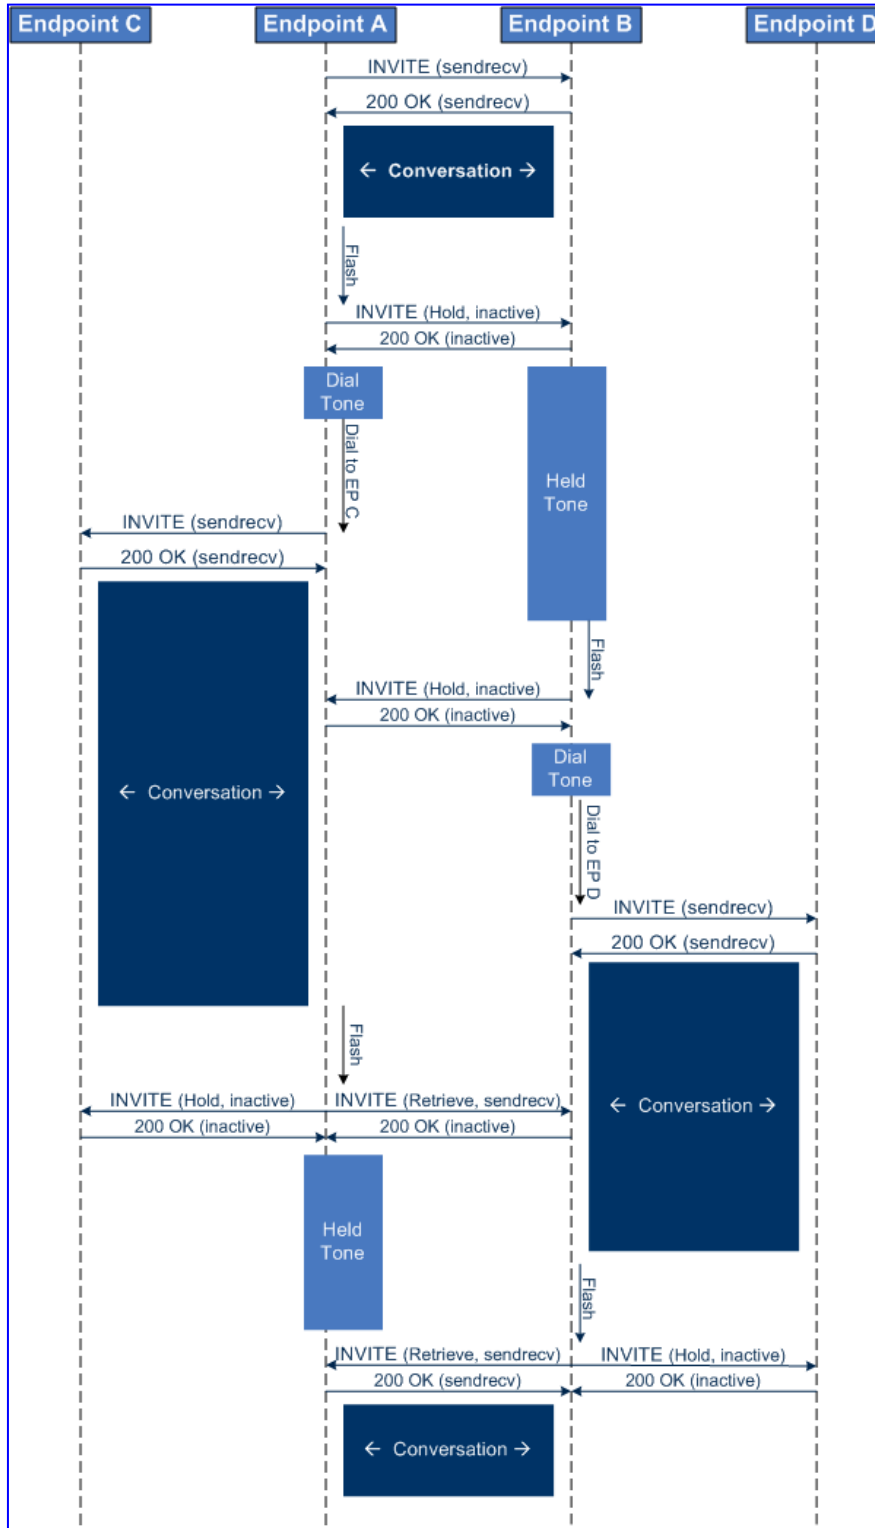 Endpoint C
Endpoint A
Endpoint B
Endpoint D
INVITE (sendrecv)
200 OK (sendrecv)
← Conversation →
Flash
INVITE (Hold, inactive)
200 OK (inactive)
Dial
Tone
Held
Tone
Dial to EP C
INVITE (sendrecv)
200 OK (sendrecv)
← Conversation →
Flash
INVITE (Hold, inactive)
200 OK (inactive)
Dial
Tone
Dial to EP D
INVITE (sendrecv)
200 OK (sendrecv)
← Conversation →
Flash
INVITE (Hold, inactive)
INVITE (Retrieve, sendrecv)
200 OK (inactive)
200 OK (inactive)
Held
Tone
Flash
INVITE (Retrieve, sendrecv)
INVITE (Hold, inactive)
200 OK (sendrecv)
200 OK (inactive)
← Conversation →